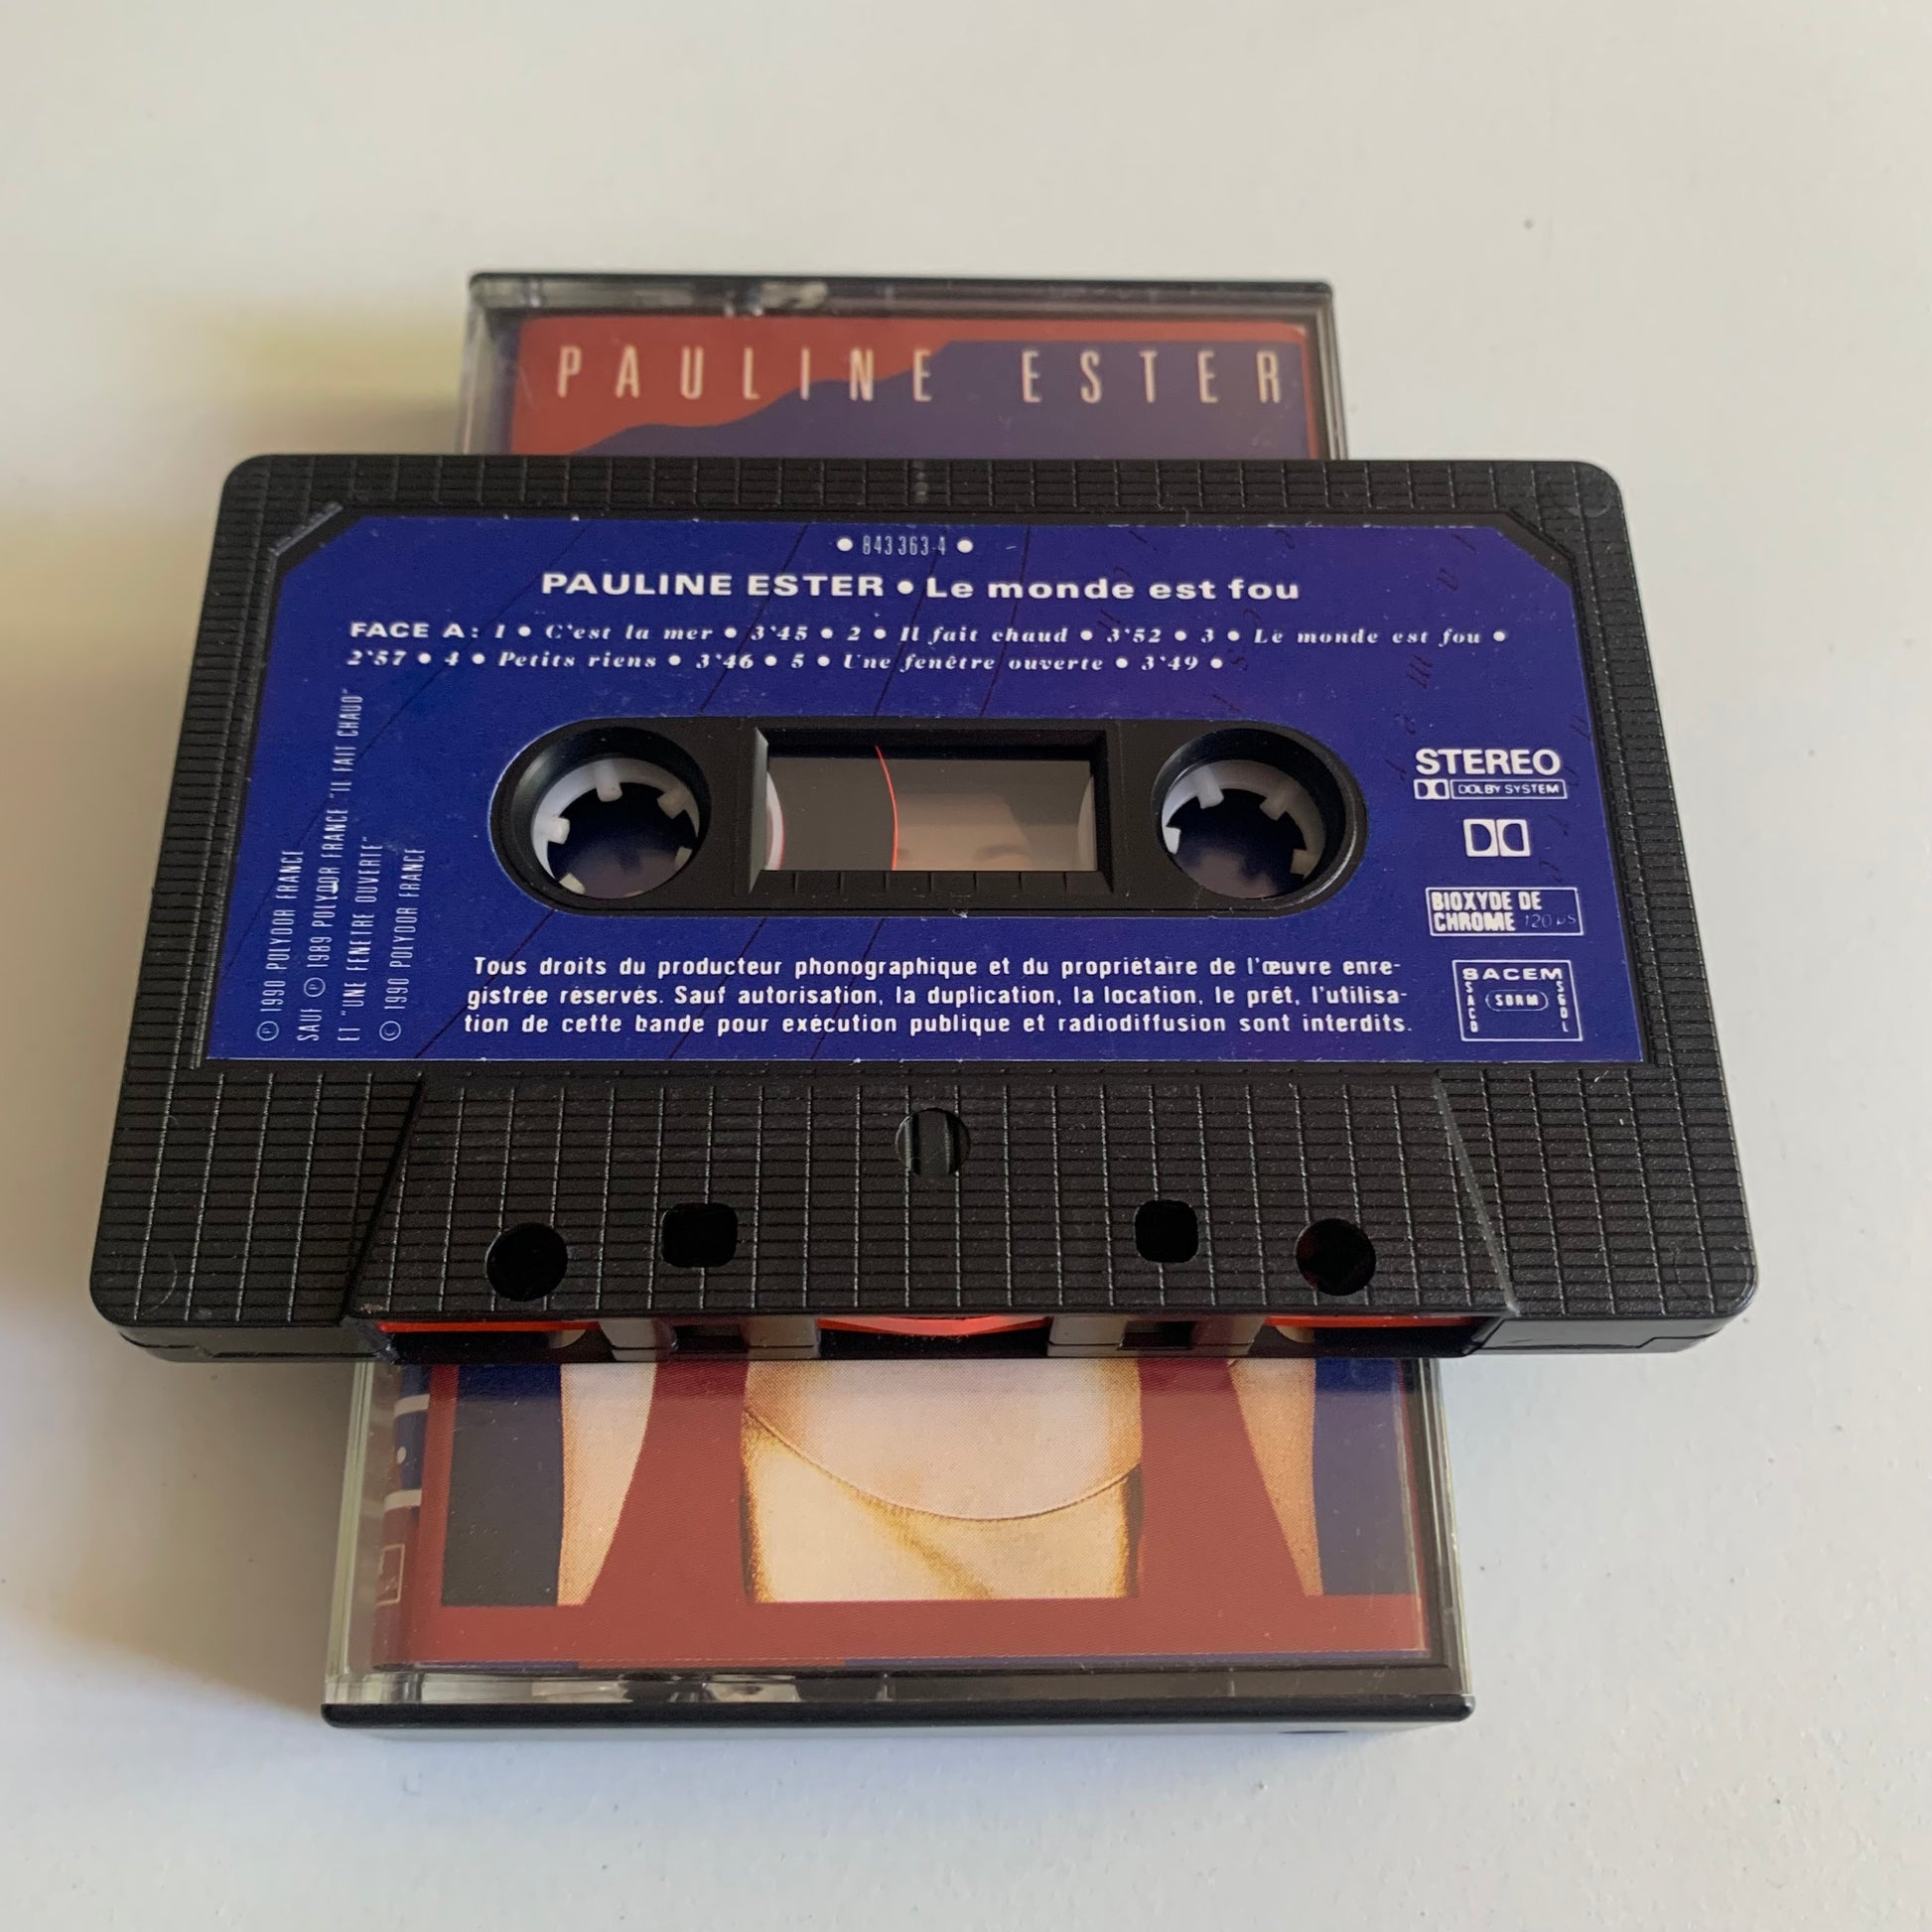 PAULINE ESTER
● 843 363-4 ●
PAULINE ESTER ● Le monde est fou
FACE A: 1 ● C'est la mer ● 3'45 ● 2 ● Il fait chaud ● 3'52 ● 3 ● Le monde est fou ●
2'57 ● 4 ● Petits riens ● 3'46 ● 5 ● Une fenêtre ouverte ● 3'49 ●
℗ 1990 POLYDOR FRANCE
SAUF ℗ 1989 POLYDOR FRANCE "IL FAIT CHAUD"
ET "UNE FENETRE OUVERTE"
© 1990 POLYDOR FRANCE
STEREO
DOLBY SYSTEM
BIOXYDE DE
CHROME 120 µS
Tous droits du producteur phonographique et du propriétaire de l'œuvre enre-
gistrée réservés. Sauf autorisation, la duplication, la location, le prêt, l'utilisa-
tion de cette bande pour exécution publique et radiodiffusion sont interdits.
SACEM
SACD
SDRM
SGDL